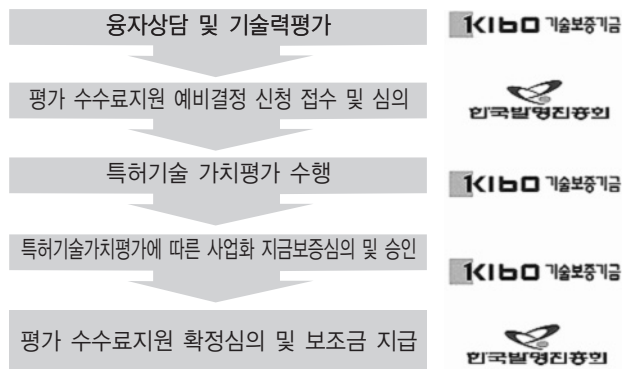 융자상담 및 기술력평가
KIBO 기술보증기금
평가 수수료지원 예비결정 신청 접수 및 심의
한국발명진흥회
특허기술 가치평가 수행
KIBO 기술보증기금
특허기술가치평가에 따른 사업화 지금보증심의 및 승인
KIBO 기술보증기금
평가 수수료지원 확정심의 및 보조금 지급
한국발명진흥회